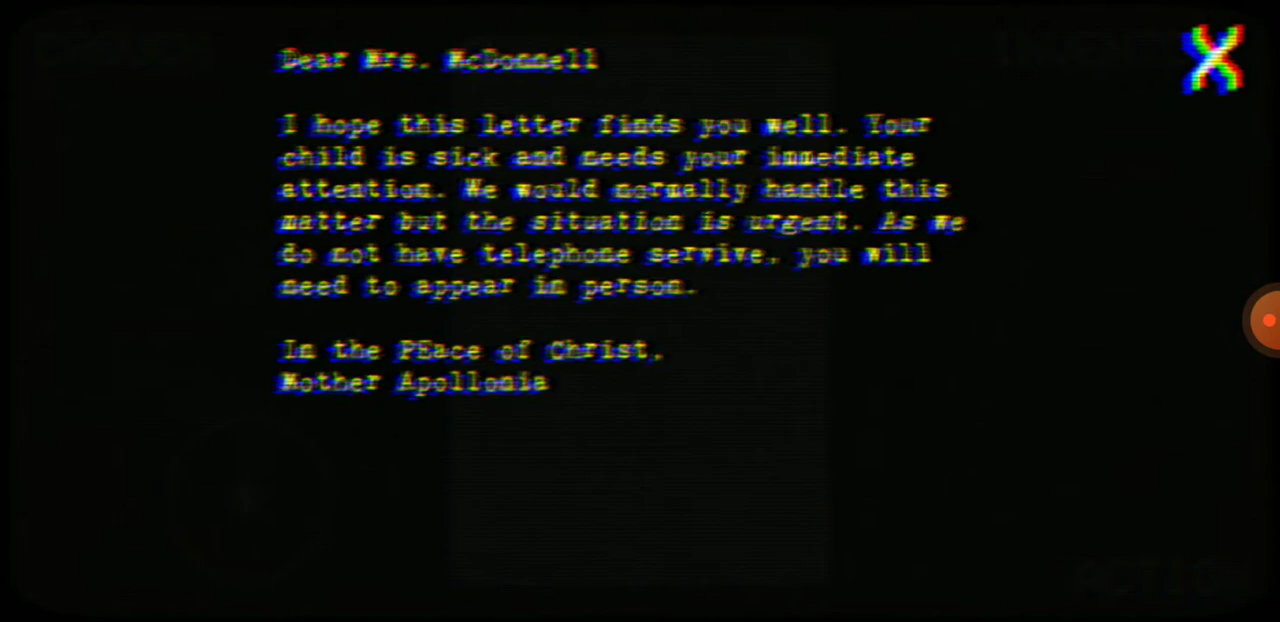 Dear Mrs. McDonnell
I hope this letter finds you well. Your
child is sick and needs your immediate
attention. We would normally handle this
matter but the situation is urgent. As we
do not have telephone servive, you will
need to appear in person.
In the PEace of Christ,
Mother Apollonia
X
ACTION